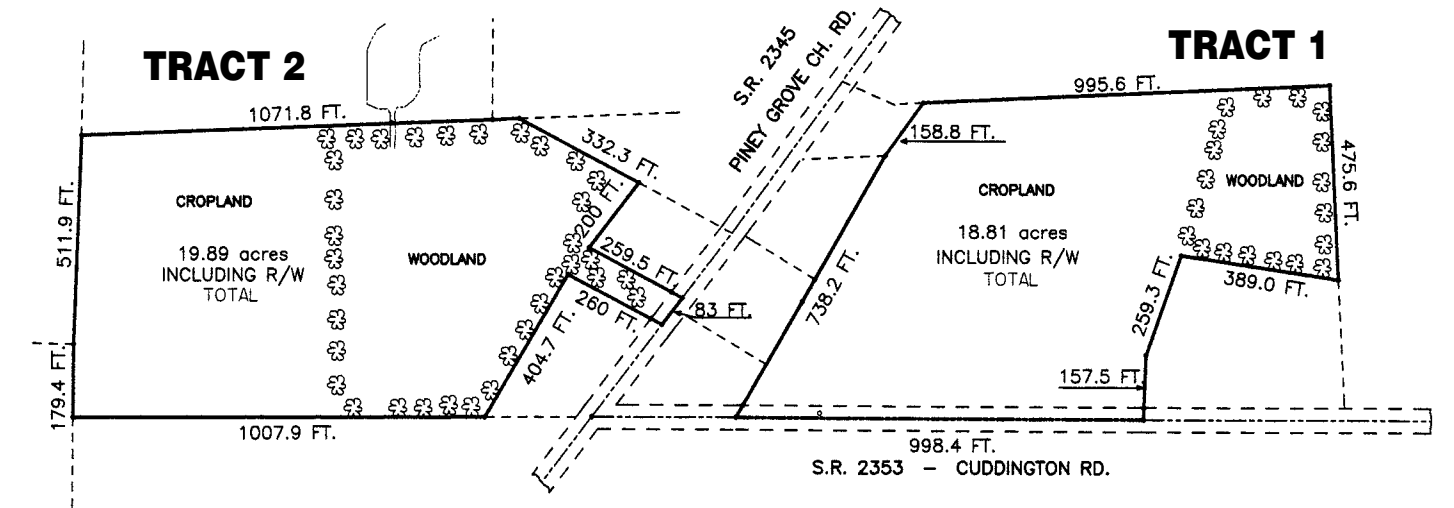 TRACT 2
TRACT 1
S.R. 2345
PINEY GROVE CH. RD.
1071.8 FT.
332.3 FT.
200 FT.
259.5 FT.
83 FT.
260 FT.
404.7 FT.
511.9 FT.
179.4 FT.
1007.9 FT.
CROPLAND
19.89 acres
INCLUDING R/W
TOTAL
WOODLAND
995.6 FT.
158.8 FT.
738.2 FT.
CROPLAND
18.81 acres
INCLUDING R/W
TOTAL
WOODLAND
475.6 FT.
389.0 FT.
259.3 FT.
157.5 FT.
998.4 FT.
S.R. 2353 – CUDDINGTON RD.